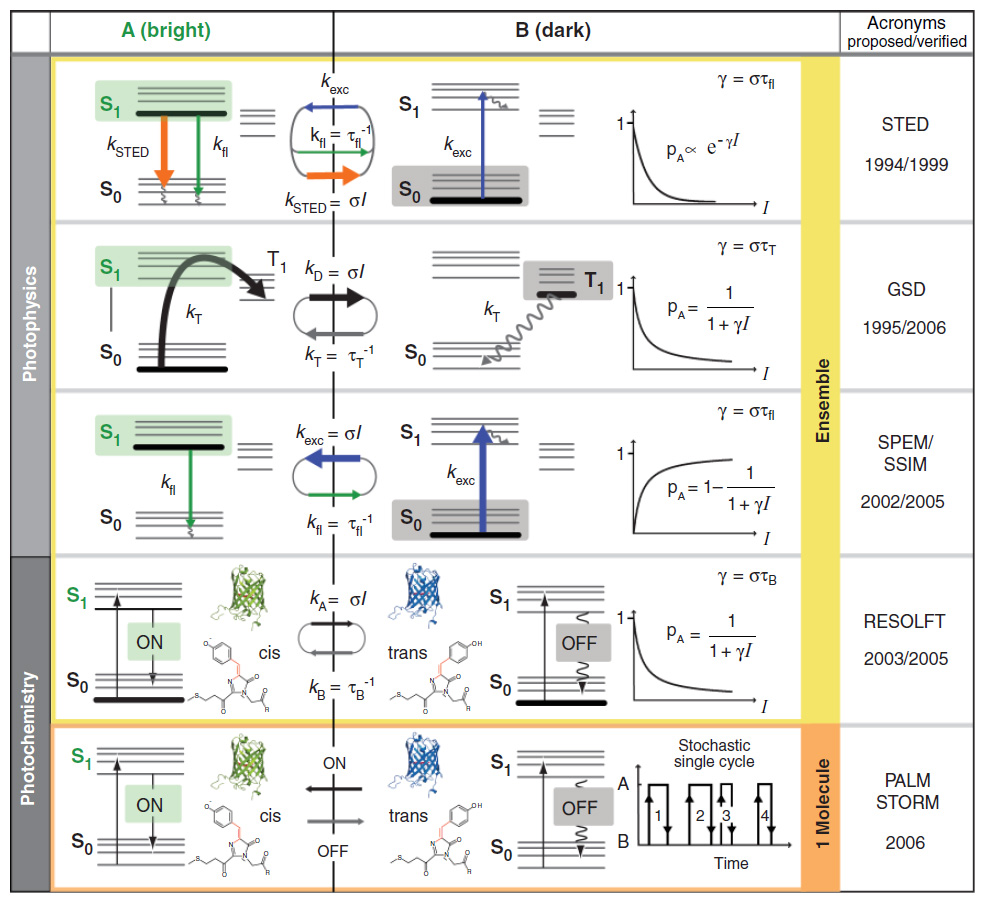 A (bright)
B (dark)
Acronyms
proposed/verified
Photophysics
Photochemistry
Ensemble
1 Molecule
S1
kSTED
kfl
S0
kexc
kfl = τfl-1
kSTED = σI
S1
kexc
S0
γ = στfl
1
pA∝ e-γI
I
STED
1994/1999
S1
T1
kT
S0
kD = σI
kT = τT-1
T1
kT
S0
γ = στT
1
pA = 1/1 + γI
I
GSD
1995/2006
S1
kfl
S0
kexc = σI
kfl = τfl-1
S1
kexc
S0
γ = στfl
1
pA = 1– 1/1 + γI
I
SPEM/
SSIM
2002/2005
S1
ON
S0
O-
S
N
N
O
O
O
R
cis
kA = σI
kB = τB-1
trans
OH
S
N
N
O
O
O
R
S1
OFF
S0
γ = στB
1
pA = 1/1 + γI
I
RESOLFT
2003/2005
S1
ON
S0
O-
S
N
N
O
O
O
R
cis
ON
OFF
trans
OH
S
N
N
O
O
O
R
S1
OFF
S0
Stochastic
single cycle
A
B
1
2
3
4
Time
PALM
STORM
2006